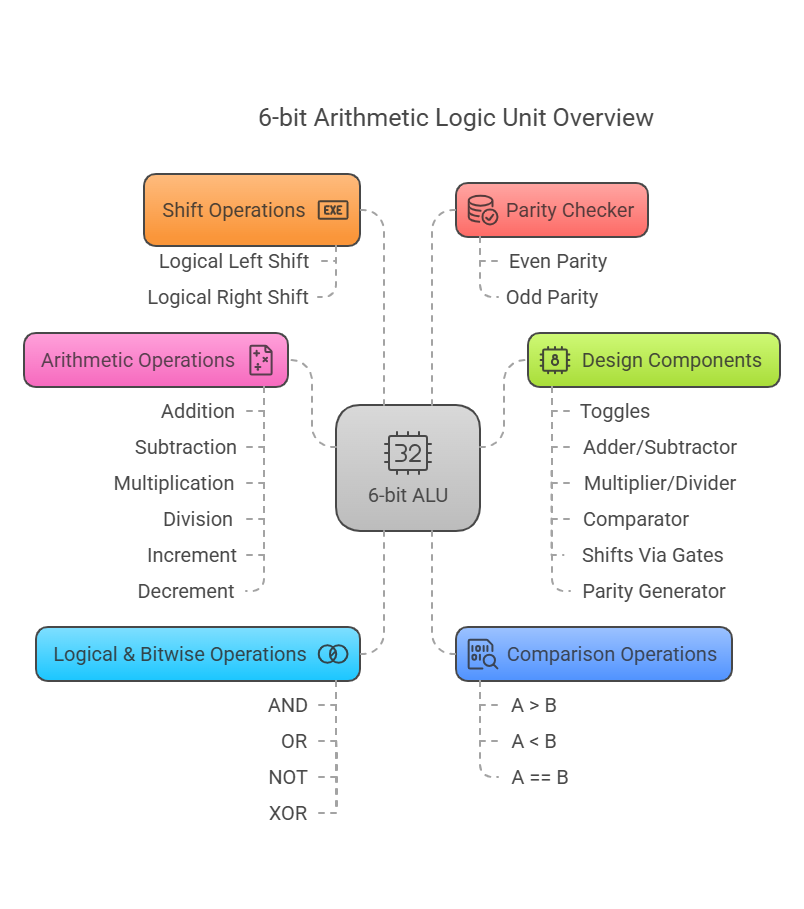 6-bit Arithmetic Logic Unit Overview
Shift Operations
EXE
Logical Left Shift
Logical Right Shift
Parity Checker
Even Parity
Odd Parity
Arithmetic Operations
Addition
Subtraction
Multiplication
Division
Increment
Decrement
32
6-bit ALU
8
Design Components
Toggles
Adder/Subtractor
Multiplier/Divider
Comparator
Shifts Via Gates
Parity Generator
Logical & Bitwise Operations
AND
OR
NOT
XOR
Comparison Operations
A > B
A < B
A == B